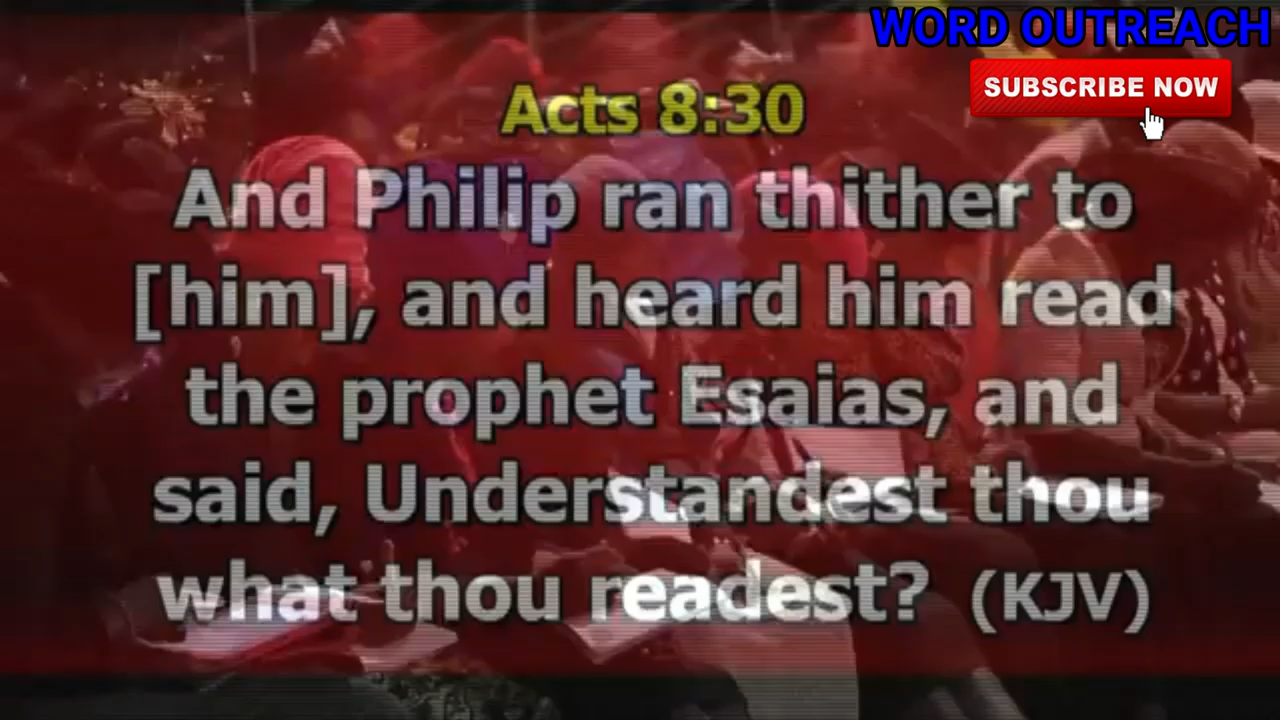 WORD OUTREACH
SUBSCRIBE NOW
Acts 8:30
And Philip ran thither to
[him], and heard him read
the prophet Esaias, and
said, Understandest thou
what thou readest? (KJV)